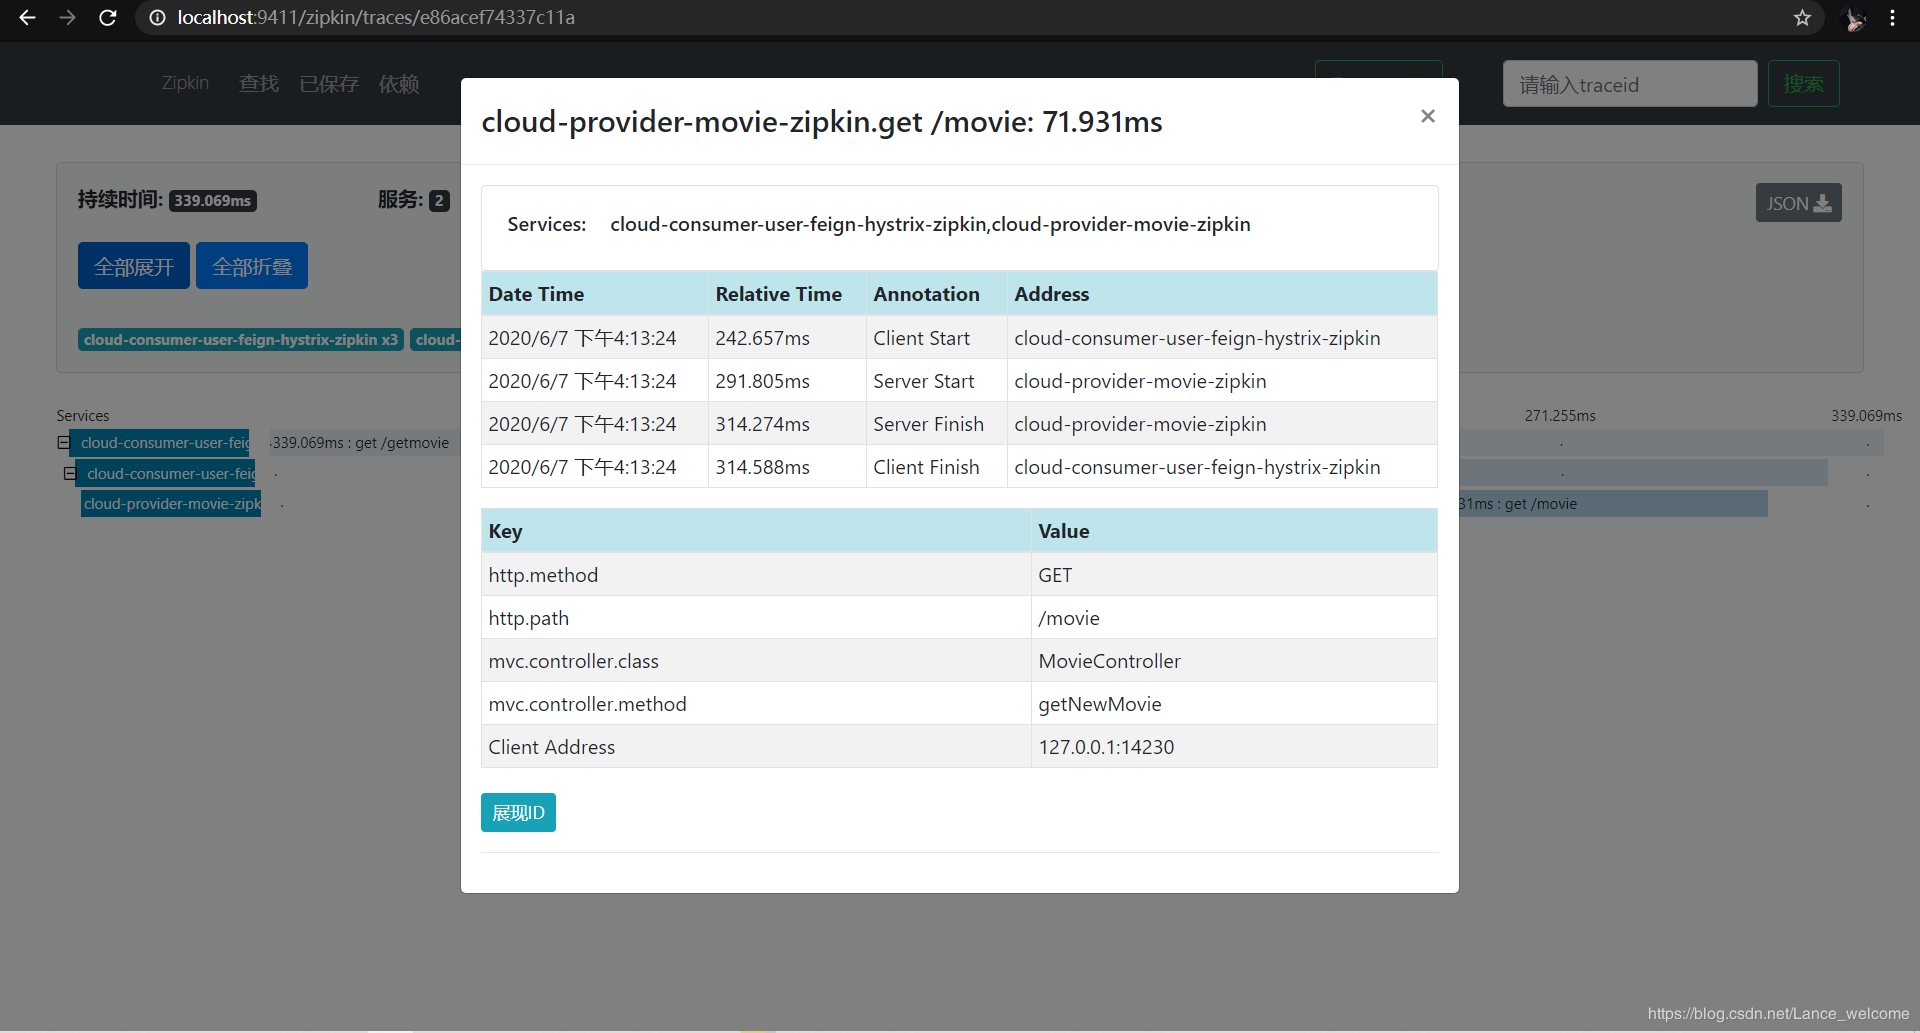 localhost:9411/zipkin/traces/e86acef74337c11a
Zipkin 查找 已保存 依赖 请输入traceid 搜索
cloud-provider-movie-zipkin.get /movie: 71.931ms ×
持续时间: 339.069ms 服务: 2
JSON
Services: cloud-consumer-user-feign-hystrix-zipkin,cloud-provider-movie-zipkin
全部展开 全部折叠
Date Time Relative Time Annotation Address
2020/6/7 下午4:13:24 242.657ms Client Start cloud-consumer-user-feign-hystrix-zipkin
cloud-consumer-user-feign-hystrix-zipkin x3 cloud-
2020/6/7 下午4:13:24 291.805ms Server Start cloud-provider-movie-zipkin
2020/6/7 下午4:13:24 314.274ms Server Finish cloud-provider-movie-zipkin
2020/6/7 下午4:13:24 314.588ms Client Finish cloud-consumer-user-feign-hystrix-zipkin
Services 271.255ms 339.069ms
cloud-consumer-user-feig 339.069ms : get /getmovie
cloud-consumer-user-feig
cloud-provider-movie-zipk 31ms : get /movie
Key Value
http.method GET
http.path /movie
mvc.controller.class MovieController
mvc.controller.method getNewMovie
Client Address 127.0.0.1:14230
展现ID
https://blog.csdn.net/Lance_welcome